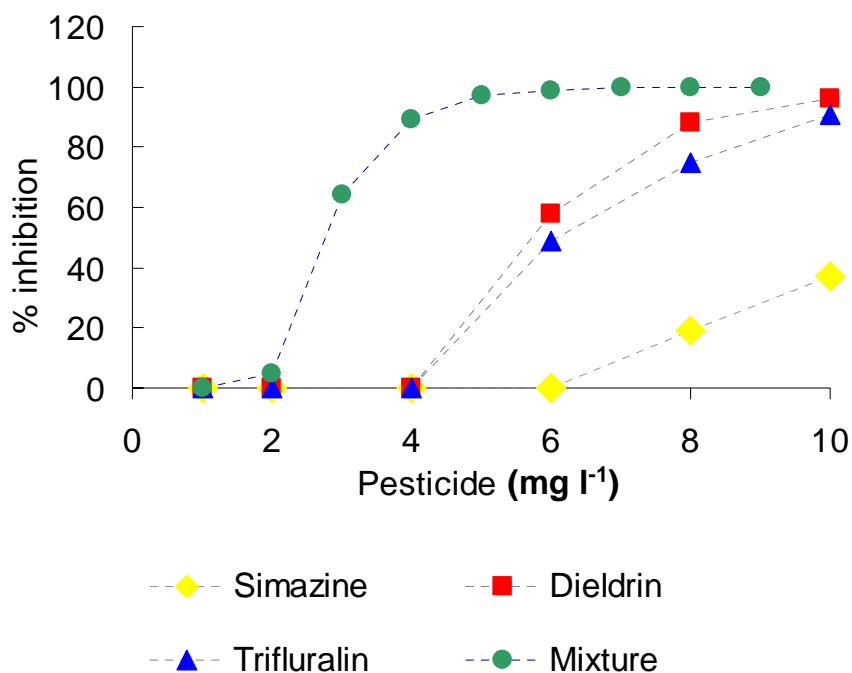 120
100
80
60
40
20
0
% inhibition
0 2 4 6 8 10
Pesticide (mg l⁻¹)
Simazine Dieldrin
Trifluralin Mixture